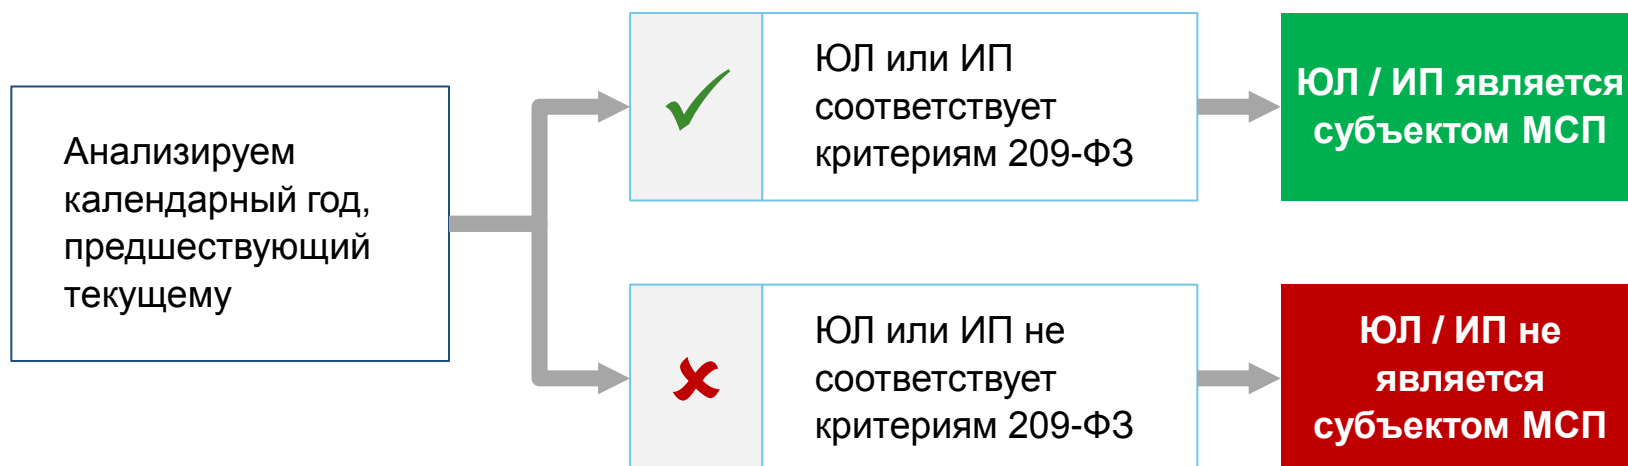 Анализируем
календарный год,
предшествующий
текущему
ЮЛ или ИП
соответствует
критериям 209-ФЗ
ЮЛ / ИП является
субъектом МСП
ЮЛ или ИП не
соответствует
критериям 209-ФЗ
ЮЛ / ИП не
является
субъектом МСП